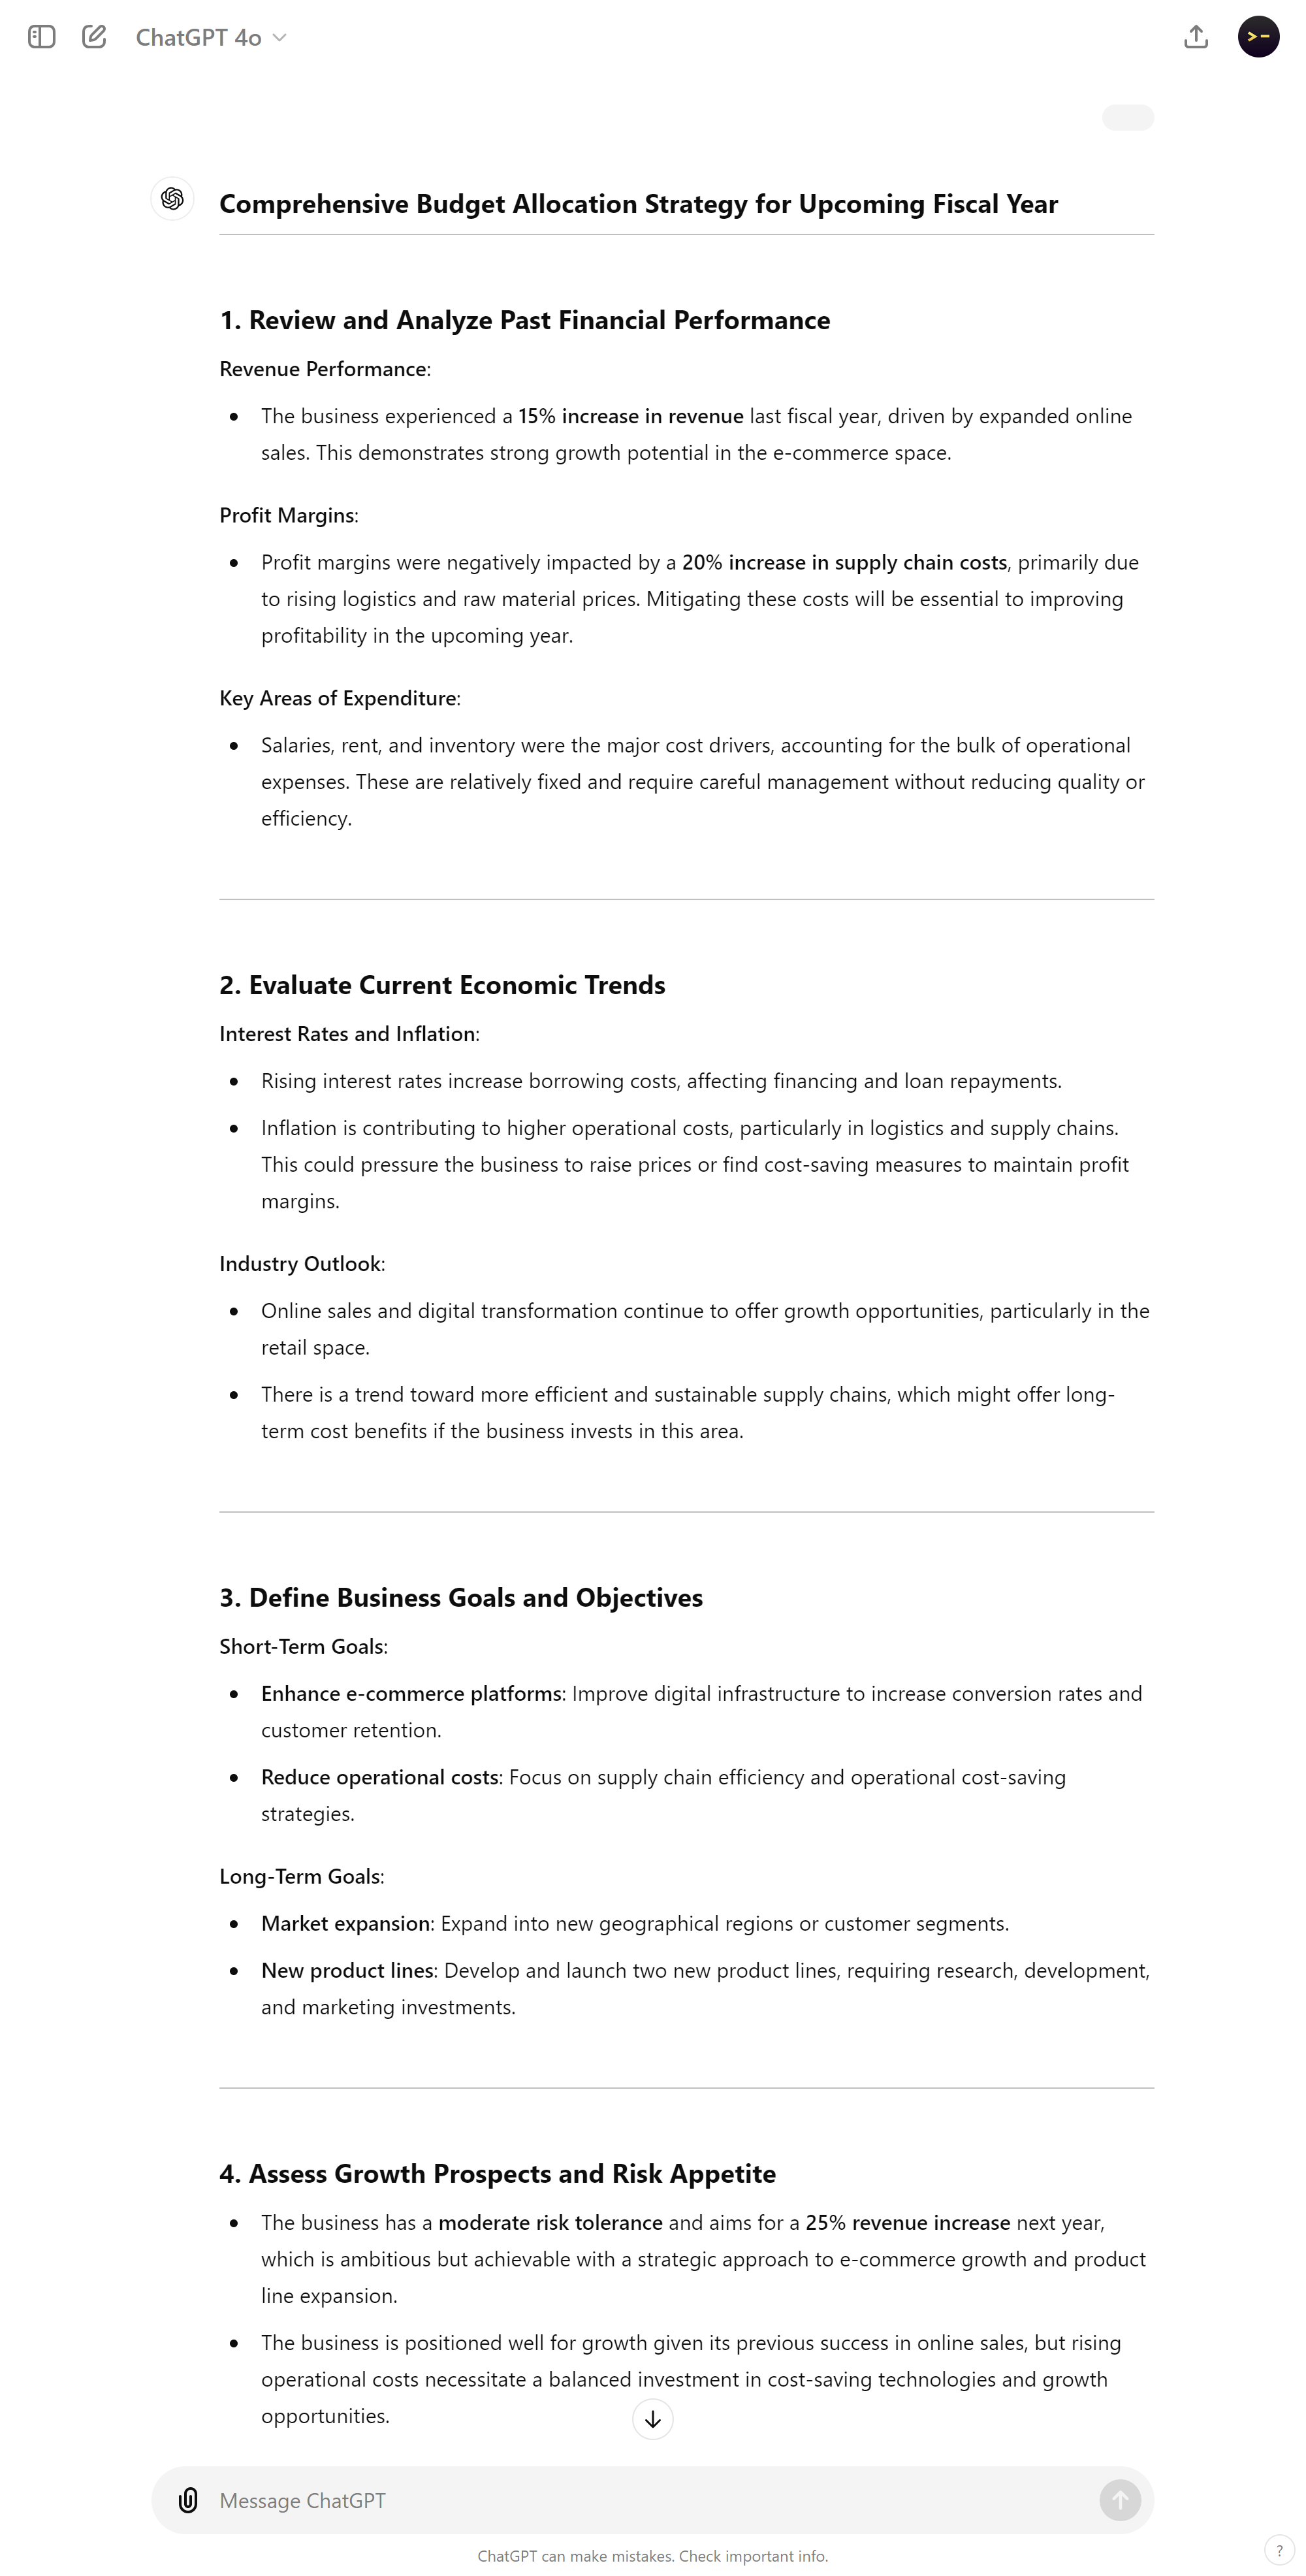 ChatGPT 4o
Comprehensive Budget Allocation Strategy for Upcoming Fiscal Year
1. Review and Analyze Past Financial Performance
Revenue Performance:
The business experienced a 15% increase in revenue last fiscal year, driven by expanded online
sales. This demonstrates strong growth potential in the e-commerce space.
Profit Margins:
Profit margins were negatively impacted by a 20% increase in supply chain costs, primarily due
to rising logistics and raw material prices. Mitigating these costs will be essential to improving
profitability in the upcoming year.
Key Areas of Expenditure:
Salaries, rent, and inventory were the major cost drivers, accounting for the bulk of operational
expenses. These are relatively fixed and require careful management without reducing quality or
efficiency.
2. Evaluate Current Economic Trends
Interest Rates and Inflation:
Rising interest rates increase borrowing costs, affecting financing and loan repayments.
Inflation is contributing to higher operational costs, particularly in logistics and supply chains.
This could pressure the business to raise prices or find cost-saving measures to maintain profit
margins.
Industry Outlook:
Online sales and digital transformation continue to offer growth opportunities, particularly in the
retail space.
There is a trend toward more efficient and sustainable supply chains, which might offer long-
term cost benefits if the business invests in this area.
3. Define Business Goals and Objectives
Short-Term Goals:
Enhance e-commerce platforms: Improve digital infrastructure to increase conversion rates and
customer retention.
Reduce operational costs: Focus on supply chain efficiency and operational cost-saving
strategies.
Long-Term Goals:
Market expansion: Expand into new geographical regions or customer segments.
New product lines: Develop and launch two new product lines, requiring research, development,
and marketing investments.
4. Assess Growth Prospects and Risk Appetite
The business has a moderate risk tolerance and aims for a 25% revenue increase next year,
which is ambitious but achievable with a strategic approach to e-commerce growth and product
line expansion.
The business is positioned well for growth given its previous success in online sales, but rising
operational costs necessitate a balanced investment in cost-saving technologies and growth
opportunities.
Message ChatGPT
ChatGPT can make mistakes. Check important info.
?